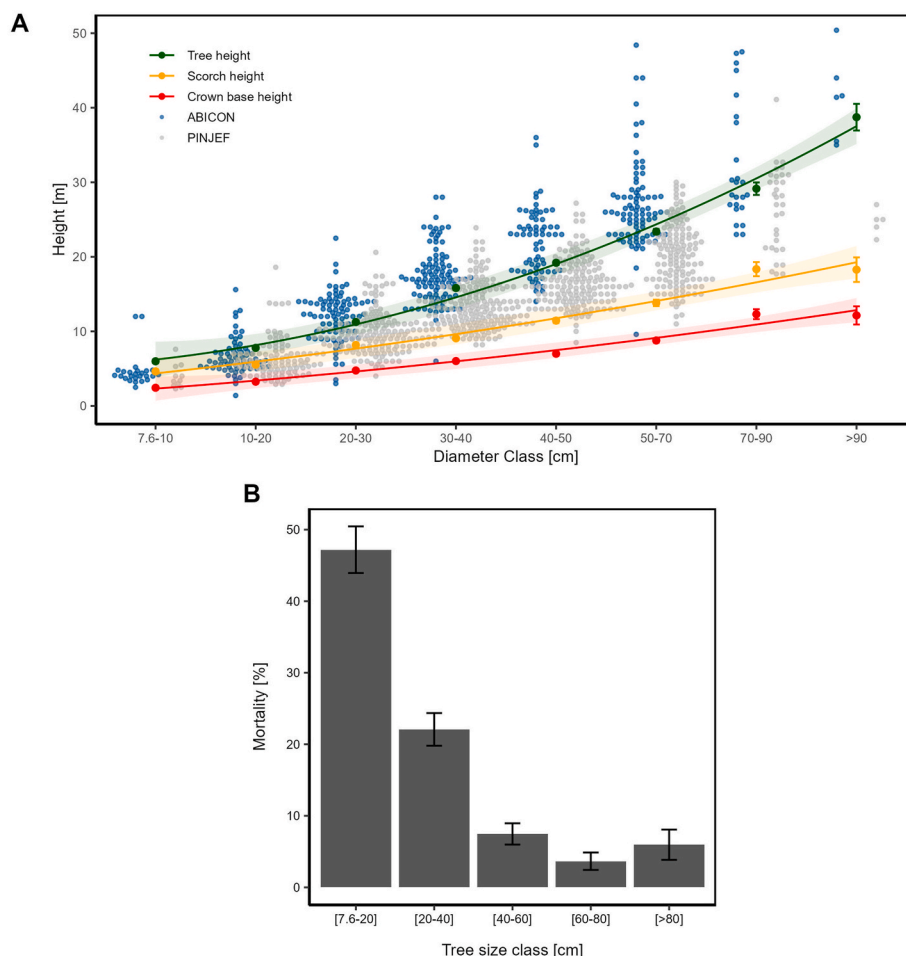 A
50
40
30
20
10
0
Height [m]
Tree height
Scorch height
Crown base height
ABICON
PINJEF
7.6-10
10-20
20-30
30-40
40-50
50-70
70-90
>90
Diameter Class [cm]
B
50
40
30
20
10
0
Mortality [%]
[7.6-20]
[20-40]
[40-60]
[60-80]
[>80]
Tree size class [cm]